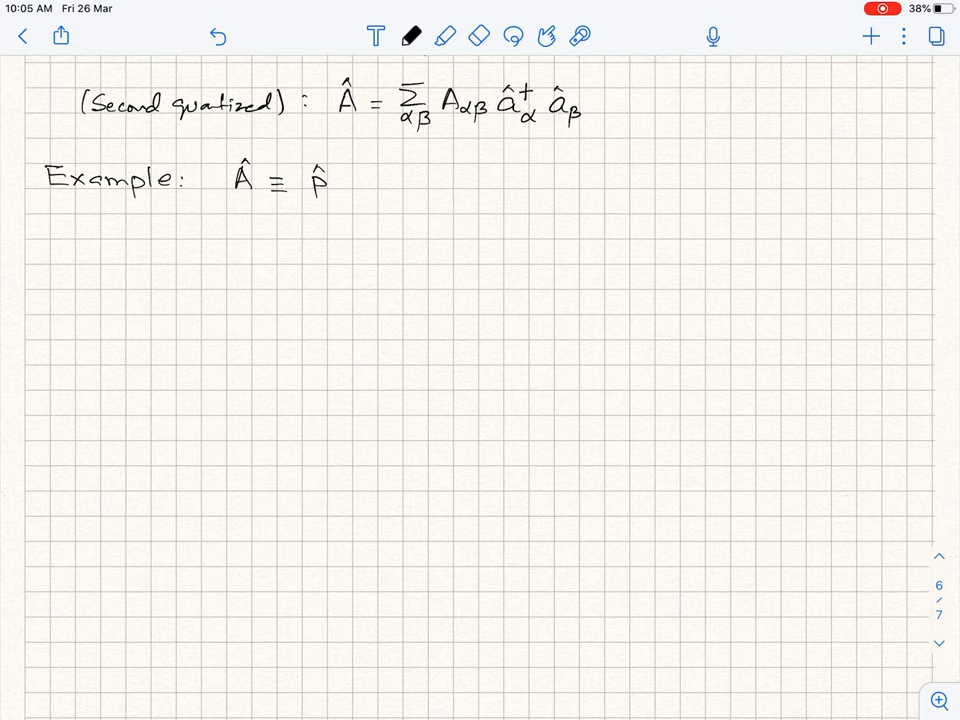 10:05 AM Fri 26 Mar 38%
T
(Second quantized) : Â = Σ_{αβ} A_{αβ} â†_α â_β
Example: Â ≡ p̂
6
/
7